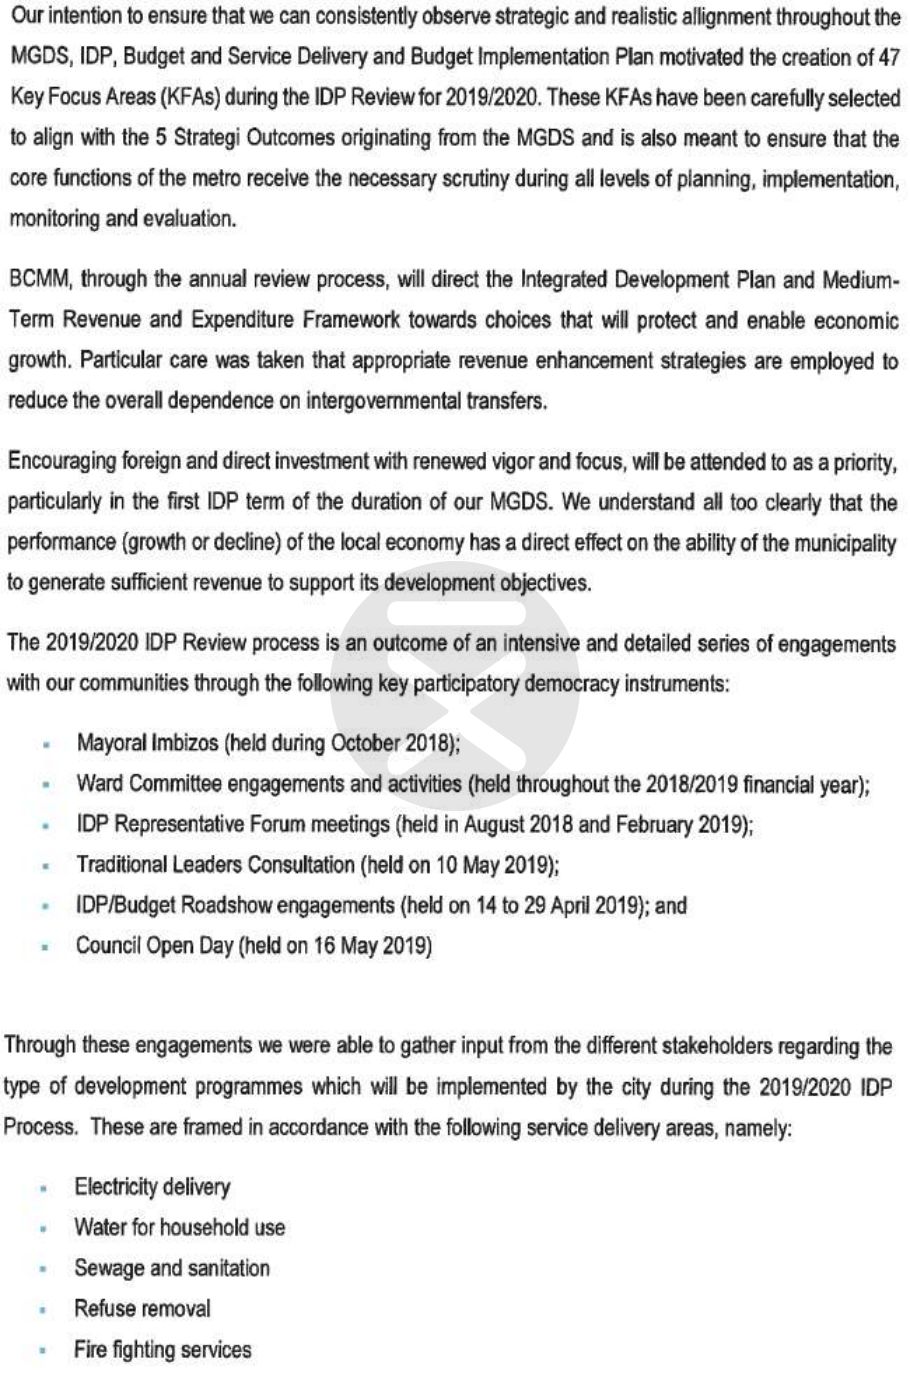 Our intention to ensure that we can consistently observe strategic and realistic allignment throughout the
MGDS, IDP, Budget and Service Delivery and Budget Implementation Plan motivated the creation of 47
Key Focus Areas (KFAs) during the IDP Review for 2019/2020. These KFAs have been carefully selected
to align with the 5 Strategi Outcomes originating from the MGDS and is also meant to ensure that the
core functions of the metro receive the necessary scrutiny during all levels of planning, implementation,
monitoring and evaluation.
BCMM, through the annual review process, will direct the Integrated Development Plan and Medium-
Term Revenue and Expenditure Framework towards choices that will protect and enable economic
growth. Particular care was taken that appropriate revenue enhancement strategies are employed to
reduce the overall dependence on intergovernmental transfers.
Encouraging foreign and direct investment with renewed vigor and focus, will be attended to as a priority,
particularly in the first IDP term of the duration of our MGDS. We understand all too clearly that the
performance (growth or decline) of the local economy has a direct effect on the ability of the municipality
to generate sufficient revenue to support its development objectives.
The 2019/2020 IDP Review process is an outcome of an intensive and detailed series of engagements
with our communities through the following key participatory democracy instruments:
▪ Mayoral Imbizos (held during October 2018);
▪ Ward Committee engagements and activities (held throughout the 2018/2019 financial year);
▪ IDP Representative Forum meetings (held in August 2018 and February 2019);
▪ Traditional Leaders Consultation (held on 10 May 2019);
▪ IDP/Budget Roadshow engagements (held on 14 to 29 April 2019); and
▪ Council Open Day (held on 16 May 2019)
Through these engagements we were able to gather input from the different stakeholders regarding the
type of development programmes which will be implemented by the city during the 2019/2020 IDP
Process. These are framed in accordance with the following service delivery areas, namely:
▪ Electricity delivery
▪ Water for household use
▪ Sewage and sanitation
▪ Refuse removal
▪ Fire fighting services